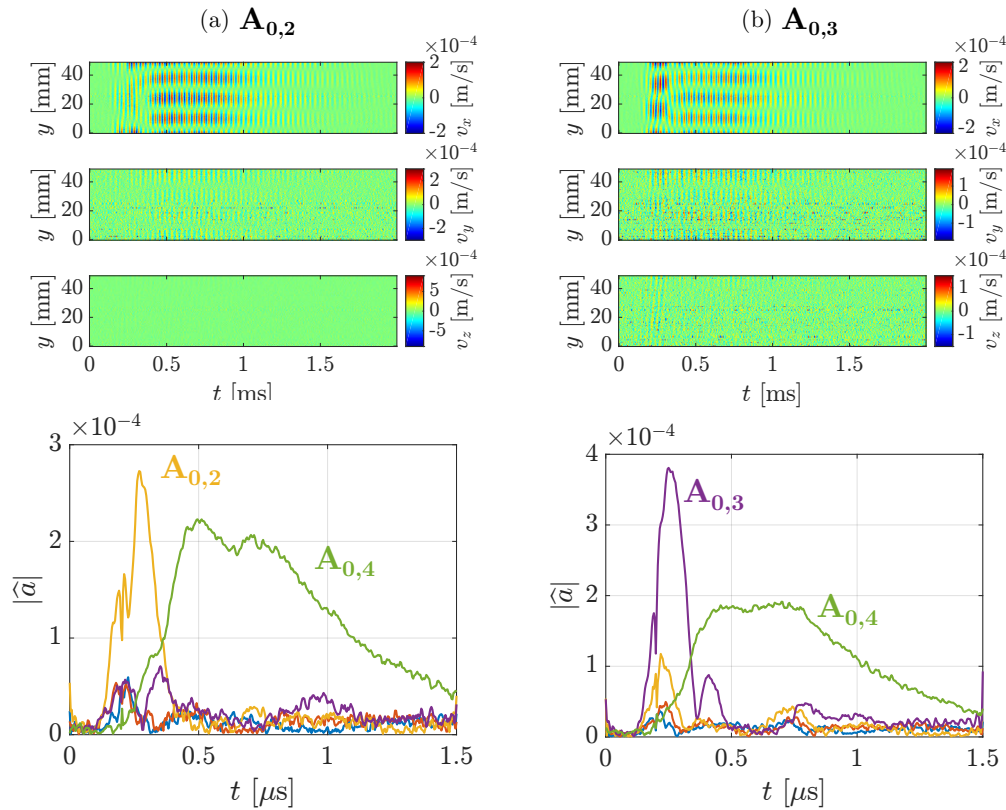 (a) A0,2
×10-4
40
20
0
y [mm]
2
0
-2
vx [m/s]
×10-4
40
20
0
y [mm]
2
0
-2
vy [m/s]
×10-4
40
20
0
y [mm]
5
0
-5
vz [m/s]
0 0.5 1 1.5
t [ms]
(b) A0,3
×10-4
40
20
0
y [mm]
2
0
-2
vx [m/s]
×10-4
40
20
0
y [mm]
1
0
-1
vy [m/s]
×10-4
40
20
0
y [mm]
1
0
-1
vz [m/s]
0 0.5 1 1.5
t [ms]
×10-4
3
2
1
0
|â|
A0,2
A0,4
0 0.5 1 1.5
t [μs]
×10-4
4
2
0
|â|
A0,3
A0,4
0 0.5 1 1.5
t [μs]